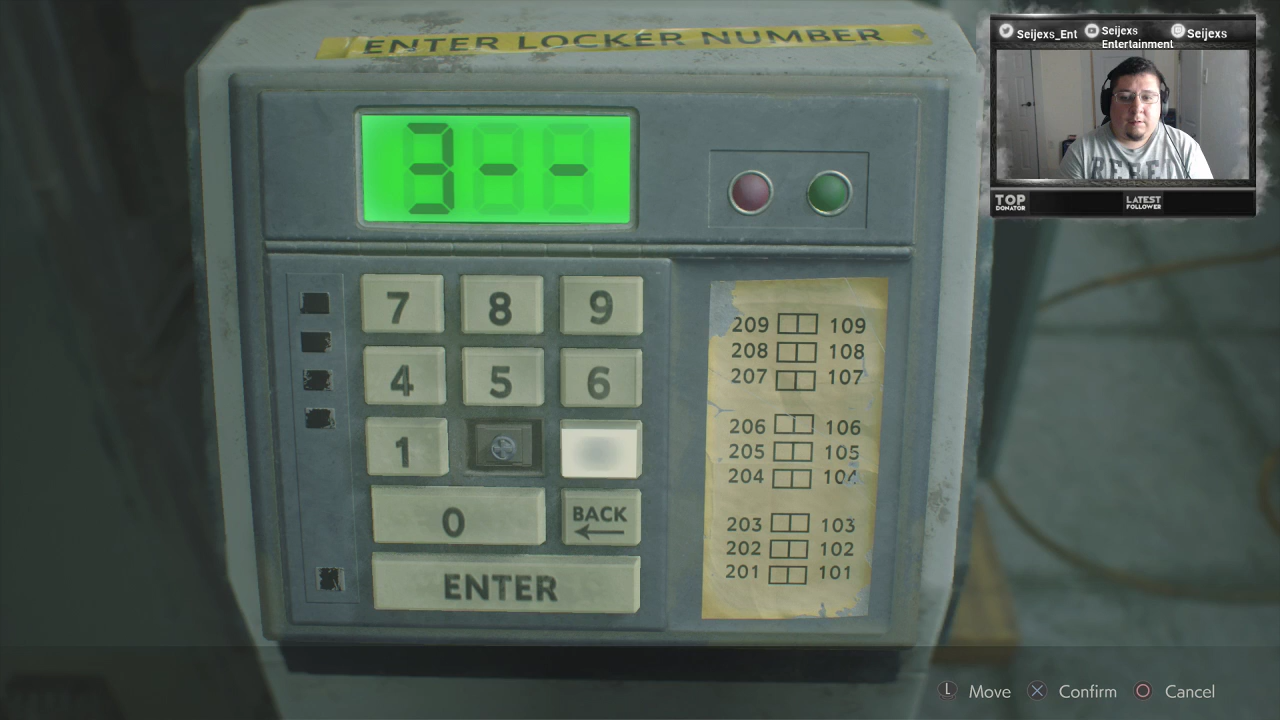 ENTER LOCKER NUMBER
Seijexs_Ent
Seijexs
Entertainment
Seijexs
3--
TOP
DONATOR
LATEST
FOLLOWER
7 8 9
4 5 6
1
0 BACK
ENTER
209 109
208 108
207 107
206 106
205 105
204 104
203 103
202 102
201 101
L Move Confirm Cancel